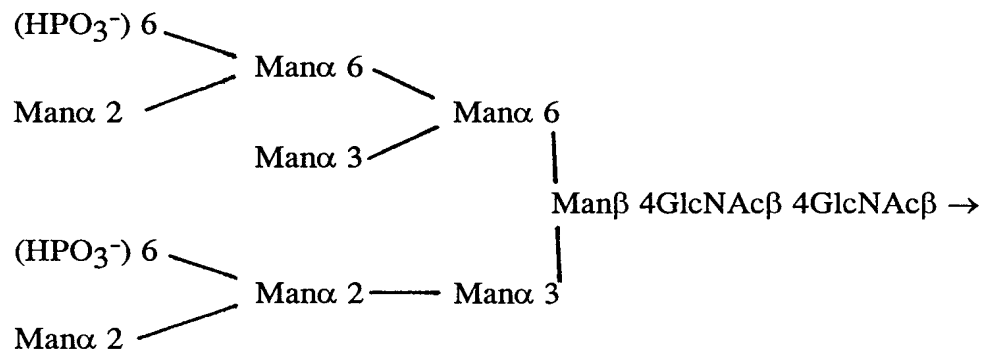 (HPO₃⁻) 6
Manα 6
Manα 2
Manα 6
Manα 3
Manβ 4GlcNAcβ 4GlcNAcβ →
(HPO₃⁻) 6
Manα 2 Manα 3
Manα 2